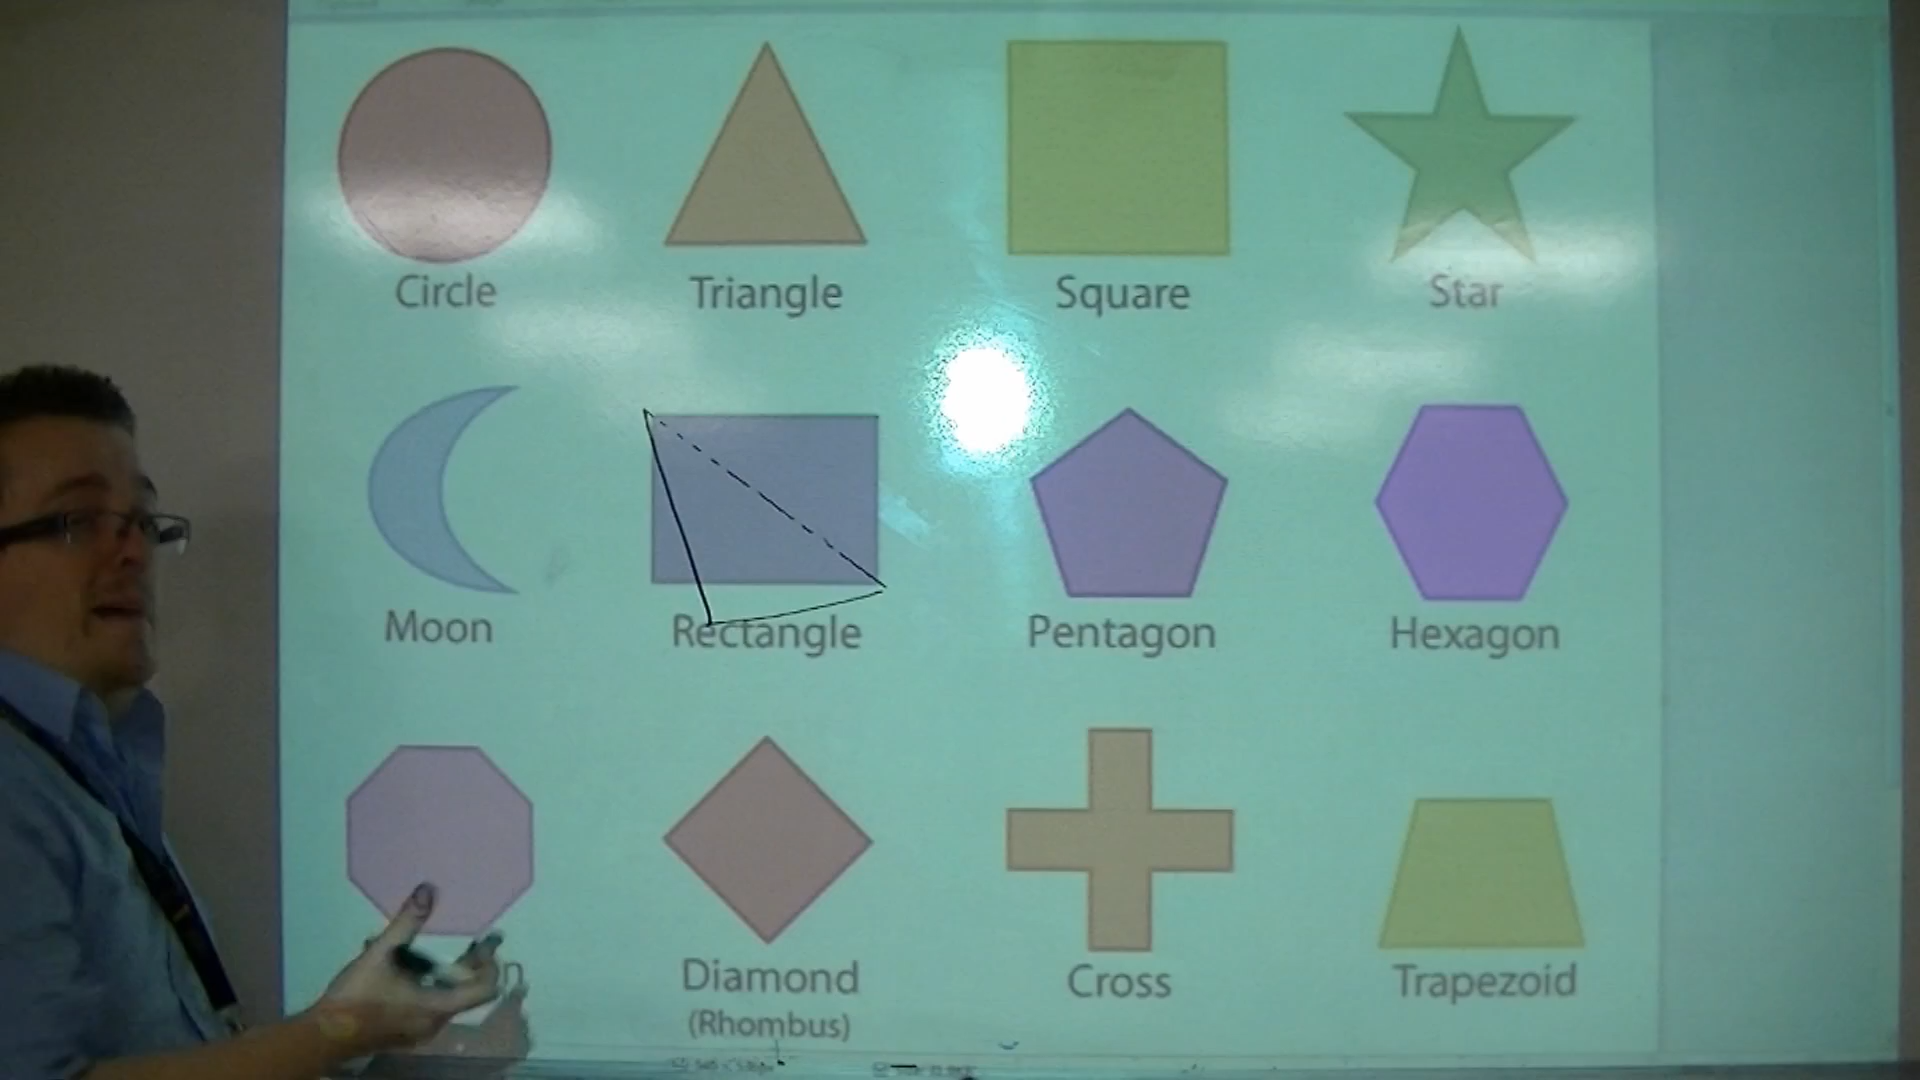 Circle Triangle Square Star
Moon Rectangle Pentagon Hexagon
Diamond Cross Trapezoid
(Rhombus)